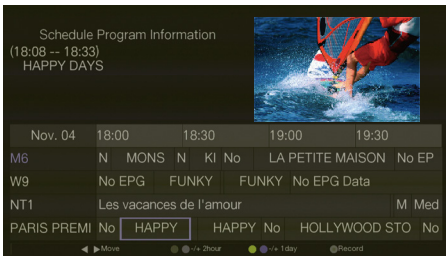 Schedule Program Information
(18:08 -- 18:33)
HAPPY DAYS
Nov. 04 18:00 18:30 19:00 19:30
M6 N MONS N KI No LA PETITE MAISON No EP
W9 No EPG FUNKY FU NKY No EPG Data
NT1 Les vacances de l'amour M Med
PARIS PREMI No HAPPY HAPPY No HOLLYWOOD STO No
Move -/+ 2hour -/+ 1day Record